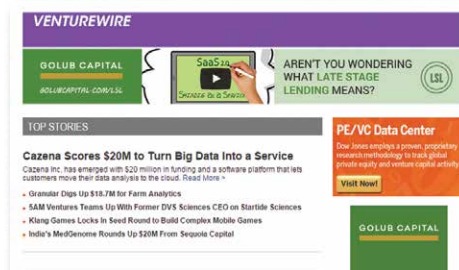 VENTUREWIRE
GOLUB CAPITAL
GOLUBCAPITAL.COM/LSL
SaaS
AREN'T YOU WONDERING
WHAT LATE STAGE
LENDING MEANS?
LSL
TOP STORIES
Cazena Scores $20M to Turn Big Data Into a Service
Cazena Inc. has emerged with $20 million in funding and a software platform that lets
customers move their data analysis to the cloud. Read More »
Granular Digs Up $18.7M for Farm Analytics
5AM Ventures Teams Up With Former DVS Sciences CEO on Startide Sciences
Klang Games Locks In Seed Round to Build Complex Mobile Games
India's MedGenome Rounds Up $20M From Sequoia Capital
PE/VC Data Center
Dow Jones employs a proven, proprietary
research methodology to track global
private equity and venture capital activity
Visit Now!
GOLUB CAPITAL